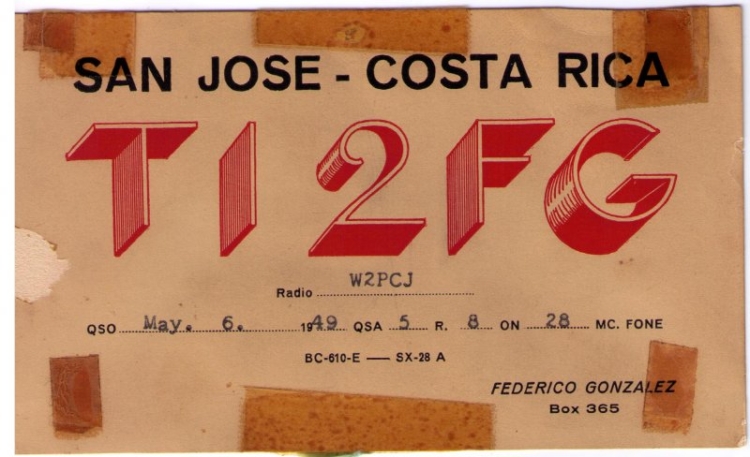 SAN JOSE - COSTA RICA
TI2FG
Radio W2PCJ
QSO May. 6. 1949 QSA 5 R. 8 ON 28 MC. FONE
BC-610-E — SX-28 A
FEDERICO GONZALEZ
Box 365